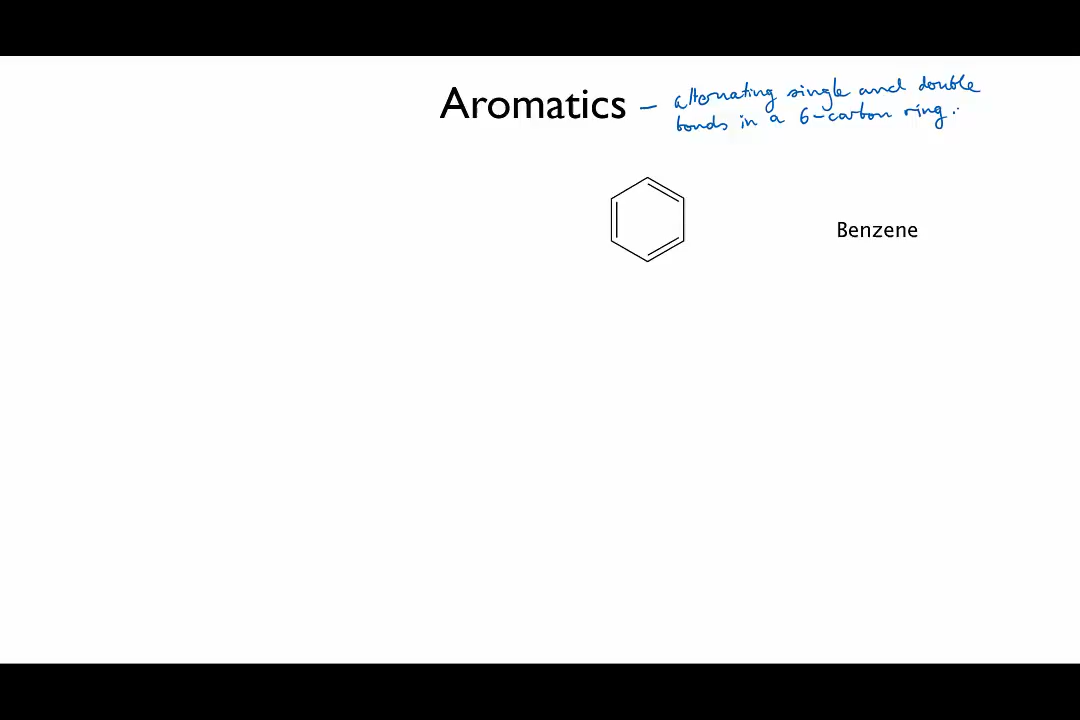 Aromatics - alternating single and double
bonds in a 6-carbon ring.
Benzene